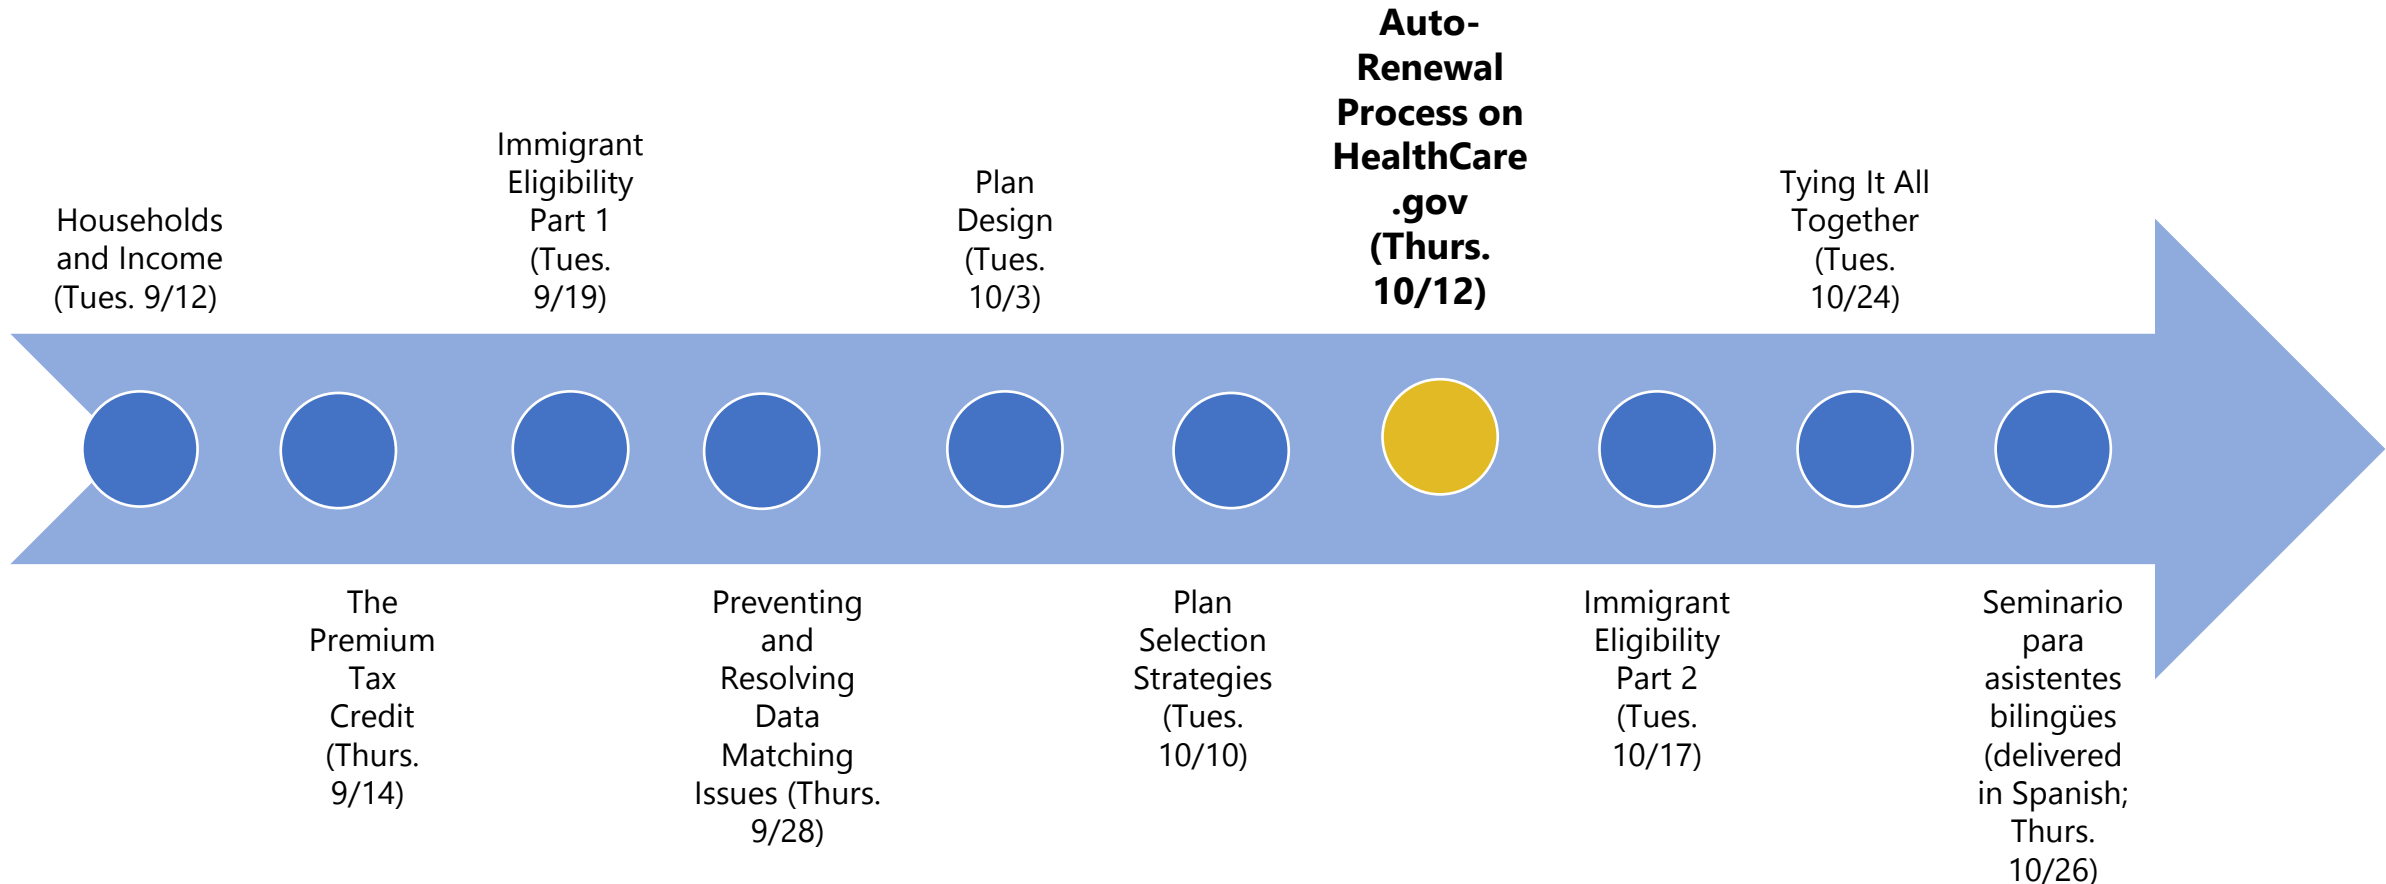 Households
and Income
(Tues. 9/12)
The
Premium
Tax
Credit
(Thurs.
9/14)
Immigrant
Eligibility
Part 1
(Tues.
9/19)
Preventing
and
Resolving
Data
Matching
Issues (Thurs.
9/28)
Plan
Design
(Tues.
10/3)
Plan
Selection
Strategies
(Tues.
10/10)
Auto-
Renewal
Process on
HealthCare
.gov
(Thurs.
10/12)
Immigrant
Eligibility
Part 2
(Tues.
10/17)
Tying It All
Together
(Tues.
10/24)
Seminario
para
asistentes
bilingües
(delivered
in Spanish;
Thurs.
10/26)